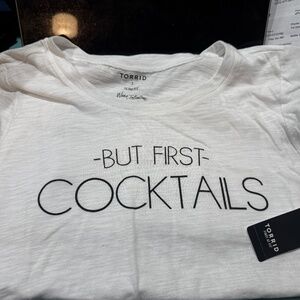 TORRID
-BUT FIRST-
COCKTAILS
TORRID